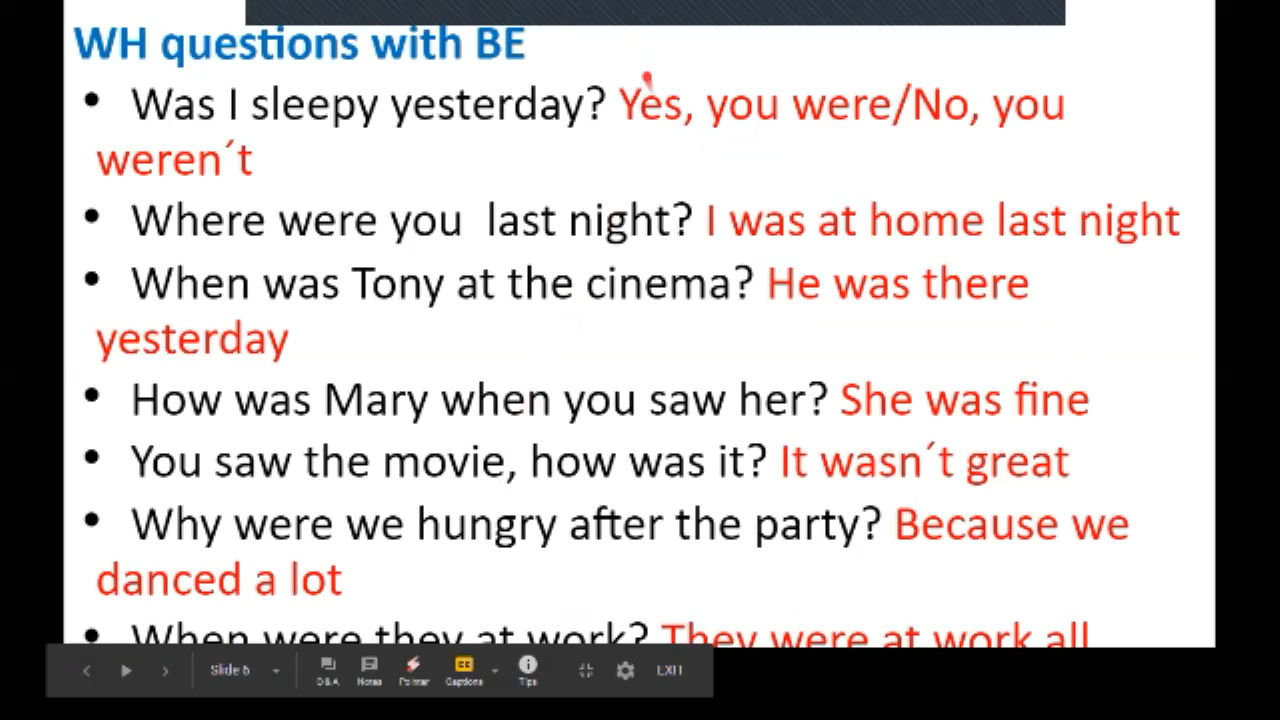 WH questions with BE
• Was I sleepy yesterday? Yes, you were/No, you
weren´t
• Where were you last night? I was at home last night
• When was Tony at the cinema? He was there
yesterday
• How was Mary when you saw her? She was fine
• You saw the movie, how was it? It wasn´t great
• Why were we hungry after the party? Because we
danced a lot
• When were they at work? They were at work all
Slide 6
Q&A Notes Pointer Captions Tips EXIT
CC